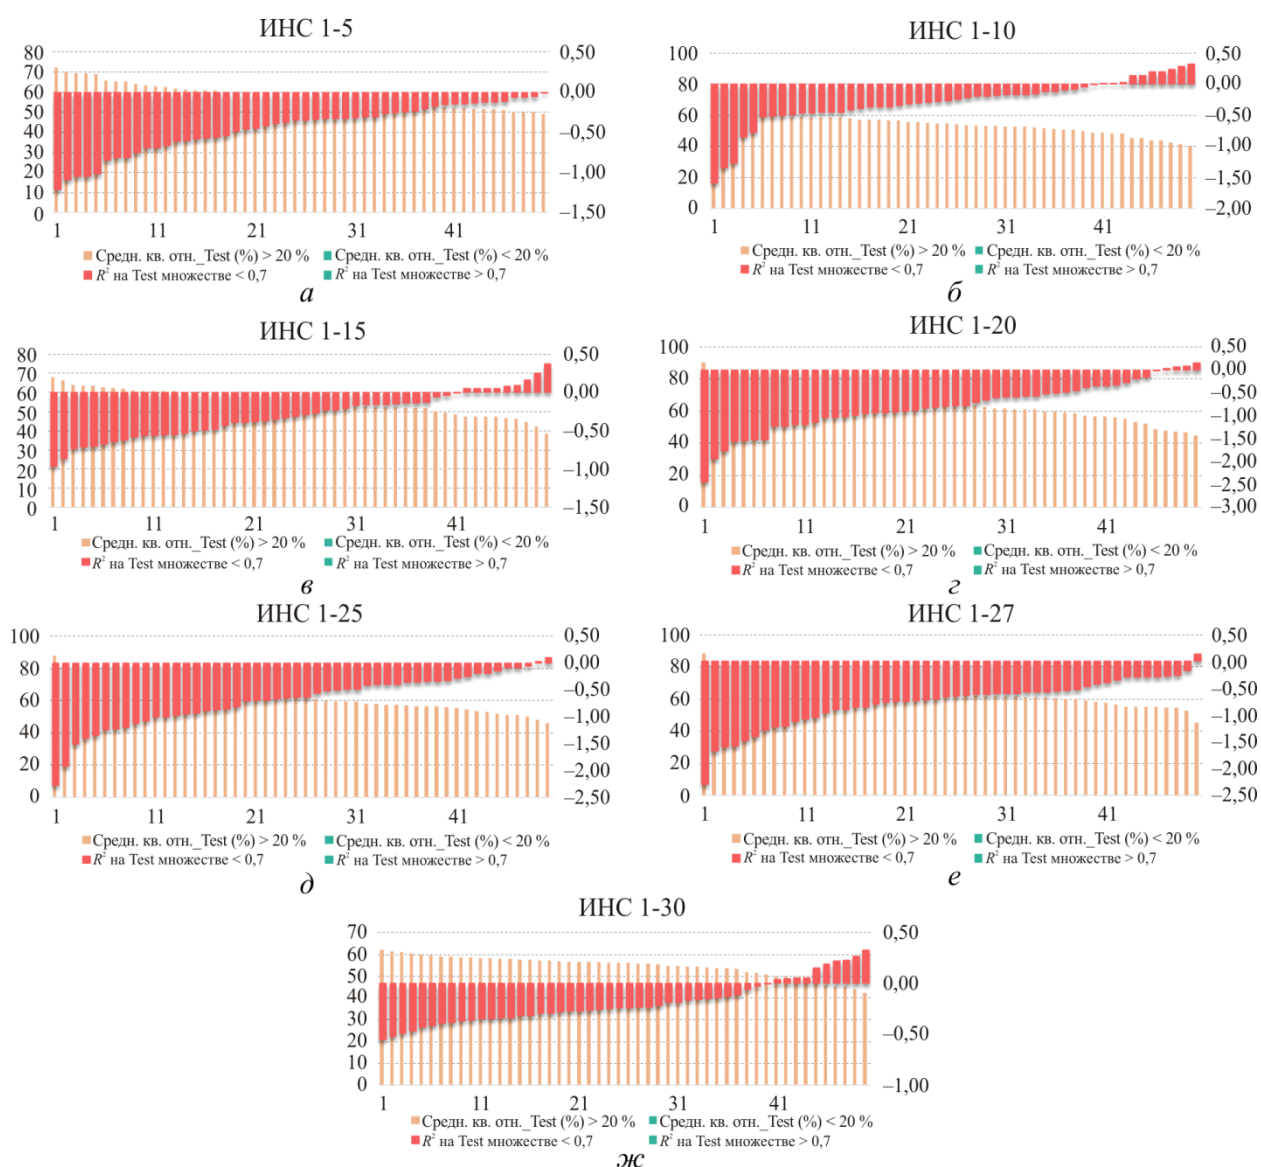 ИНС 1-5
80
70
60
50
40
30
20
10
0
0,50
0,00
–0,50
–1,00
–1,50
1 11 21 31 41
Средн. кв. отн._Test (%) > 20 % Средн. кв. отн._Test (%) < 20 %
R² на Test множестве < 0,7 R² на Test множестве > 0,7
а
ИНС 1-10
100
80
60
40
20
0
0,50
0,00
–0,50
–1,00
–1,50
–2,00
1 11 21 31 41
Средн. кв. отн._Test (%) > 20 % Средн. кв. отн._Test (%) < 20 %
R² на Test множестве < 0,7 R² на Test множестве > 0,7
б
ИНС 1-15
80
70
60
50
40
30
20
10
0
0,50
0,00
–0,50
–1,00
–1,50
1 11 21 31 41
Средн. кв. отн._Test (%) > 20 % Средн. кв. отн._Test (%) < 20 %
R² на Test множестве < 0,7 R² на Test множестве > 0,7
в
ИНС 1-20
100
80
60
40
20
0
0,50
0,00
–0,50
–1,00
–1,50
–2,00
–2,50
–3,00
1 11 21 31 41
Средн. кв. отн._Test (%) > 20 % Средн. кв. отн._Test (%) < 20 %
R² на Test множестве < 0,7 R² на Test множестве > 0,7
г
ИНС 1-25
100
80
60
40
20
0
0,50
0,00
–0,50
–1,00
–1,50
–2,00
–2,50
1 11 21 31 41
Средн. кв. отн._Test (%) > 20 % Средн. кв. отн._Test (%) < 20 %
R² на Test множестве < 0,7 R² на Test множестве > 0,7
д
ИНС 1-27
100
80
60
40
20
0
0,50
0,00
–0,50
–1,00
–1,50
–2,00
–2,50
1 11 21 31 41
Средн. кв. отн._Test (%) > 20 % Средн. кв. отн._Test (%) < 20 %
R² на Test множестве < 0,7 R² на Test множестве > 0,7
е
ИНС 1-30
70
60
50
40
30
20
10
0
0,50
0,00
–0,50
–1,00
1 11 21 31 41
Средн. кв. отн._Test (%) > 20 % Средн. кв. отн._Test (%) < 20 %
R² на Test множестве < 0,7 R² на Test множестве > 0,7
ж